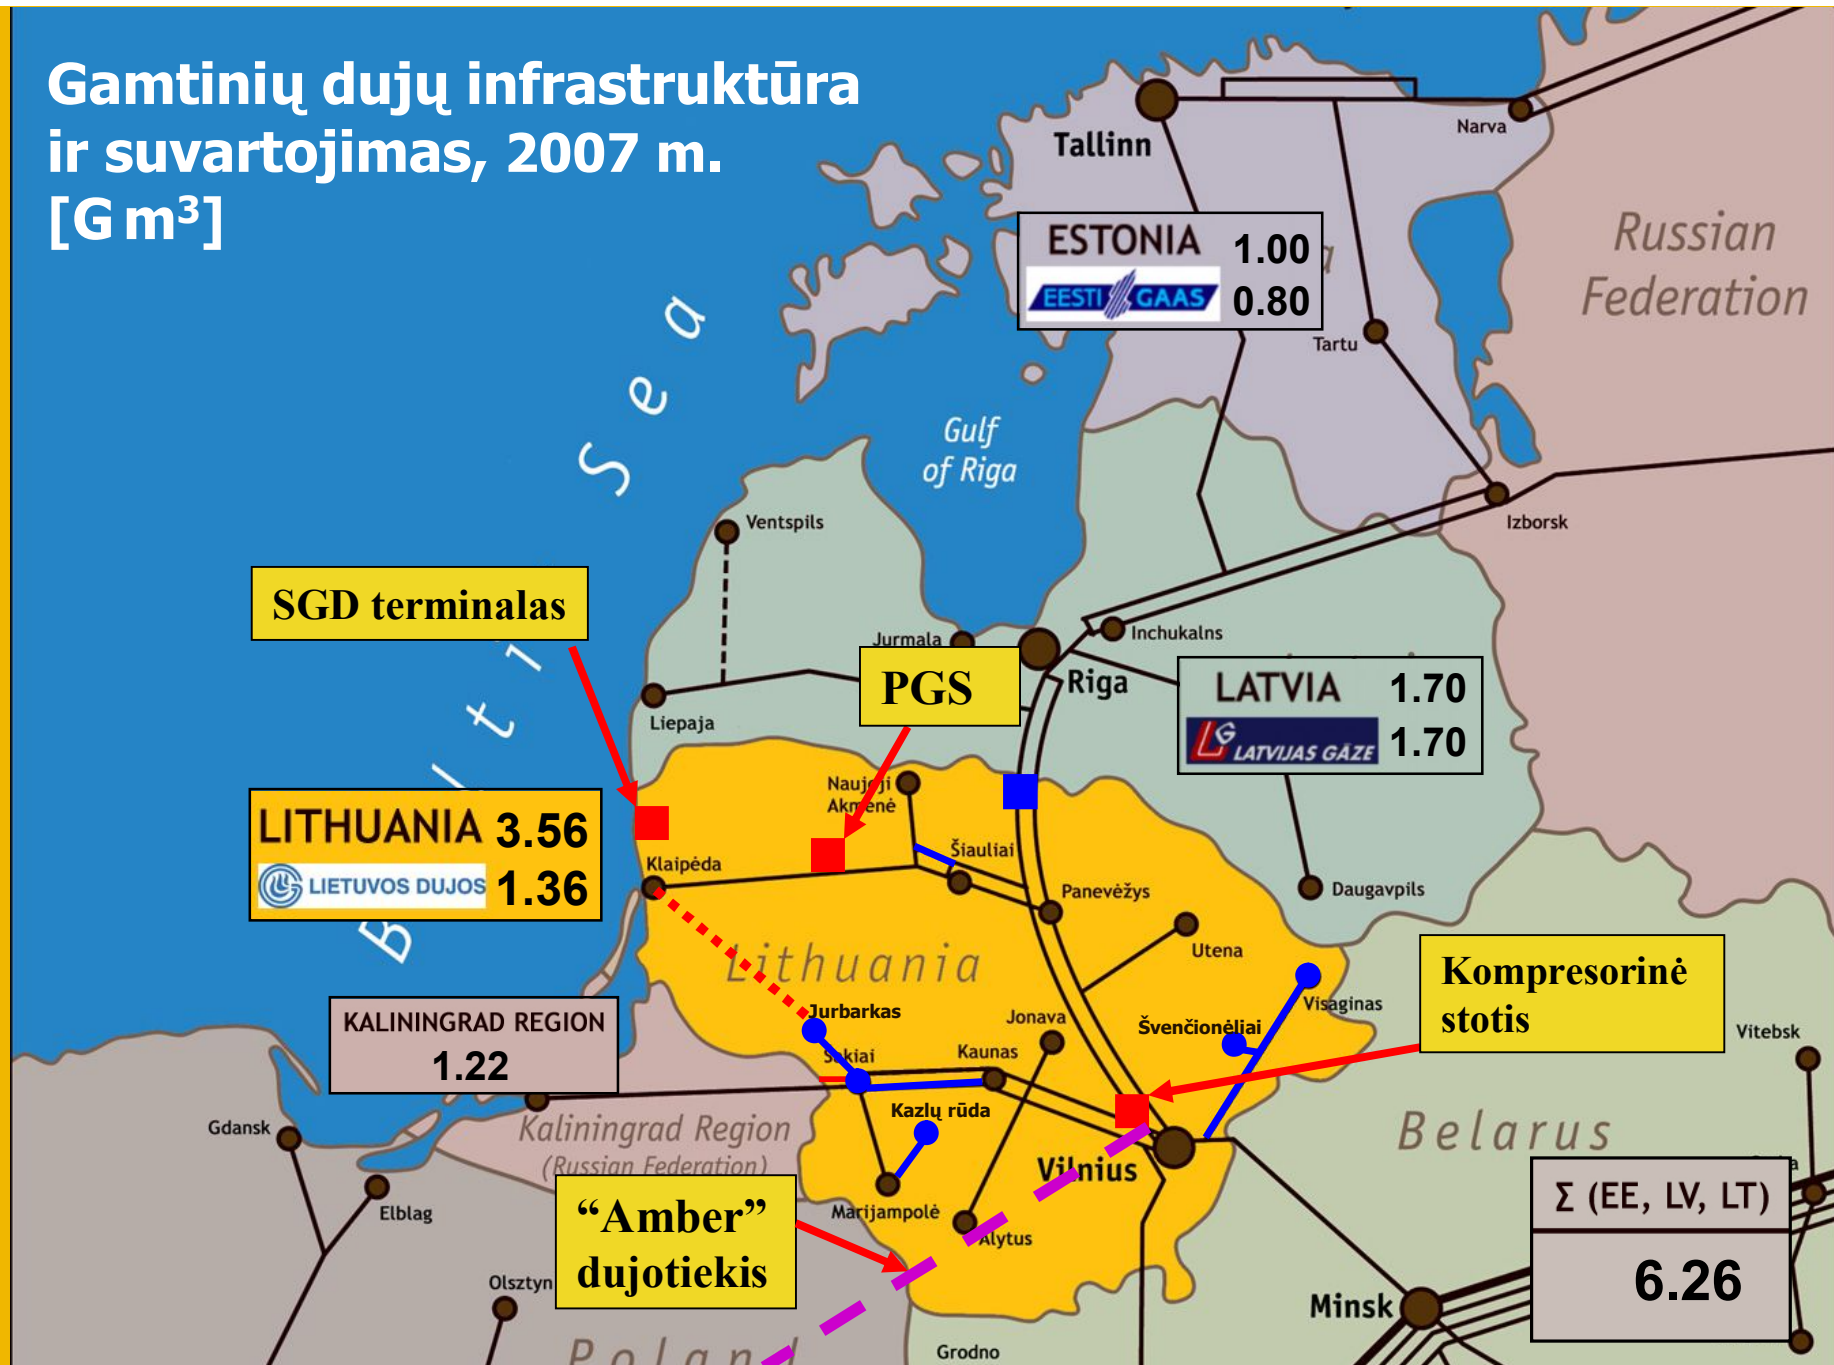 Gamtinių dujų infrastruktūra
ir suvartojimas, 2007 m.
[G m³]
Tallinn
Narva
Russian
Federation
ESTONIA 1.00
EESTI GAAS 0.80
Tartu
Gulf
of Riga
Ventspils
Izborsk
SGD terminalas
Jurmala
Inchukalns
PGS
Riga
Liepaja
LATVIA 1.70
LG LATVIJAS GĀZE 1.70
Naujoji
Akmenė
LITHUANIA 3.56
LIETUVOS DUJOS 1.36
Klaipėda
Šiauliai
Panevėžys
Daugavpils
Sea
Lithuania
Utena
Kompresorinė
stotis
Visaginas
KALININGRAD REGION
1.22
Jurbarkas
Jonava
Švenčionėliai
Vitebsk
Šakiai
Kaunas
Kazlų rūda
Gdansk
Kaliningrad Region
(Russian Federation)
Belarus
Vilnius
Elblag
"Amber"
dujotiekis
Marijampolė
Alytus
Σ (EE, LV, LT)
6.26
Olsztyn
Minsk
Poland
Grodno